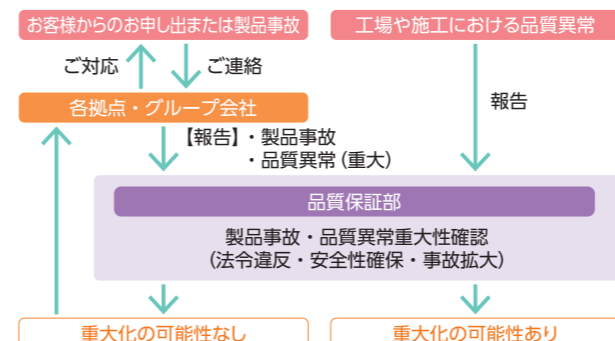 お客様からのお申し出または製品事故
工場や施工における品質異常
ご対応
ご連絡
各拠点・グループ会社
報告
【報告】・製品事故
・品質異常（重大）
品質保証部
製品事故・品質異常重大性確認
（法令違反・安全性確保・事故拡大）
重大化の可能性なし
重大化の可能性あり